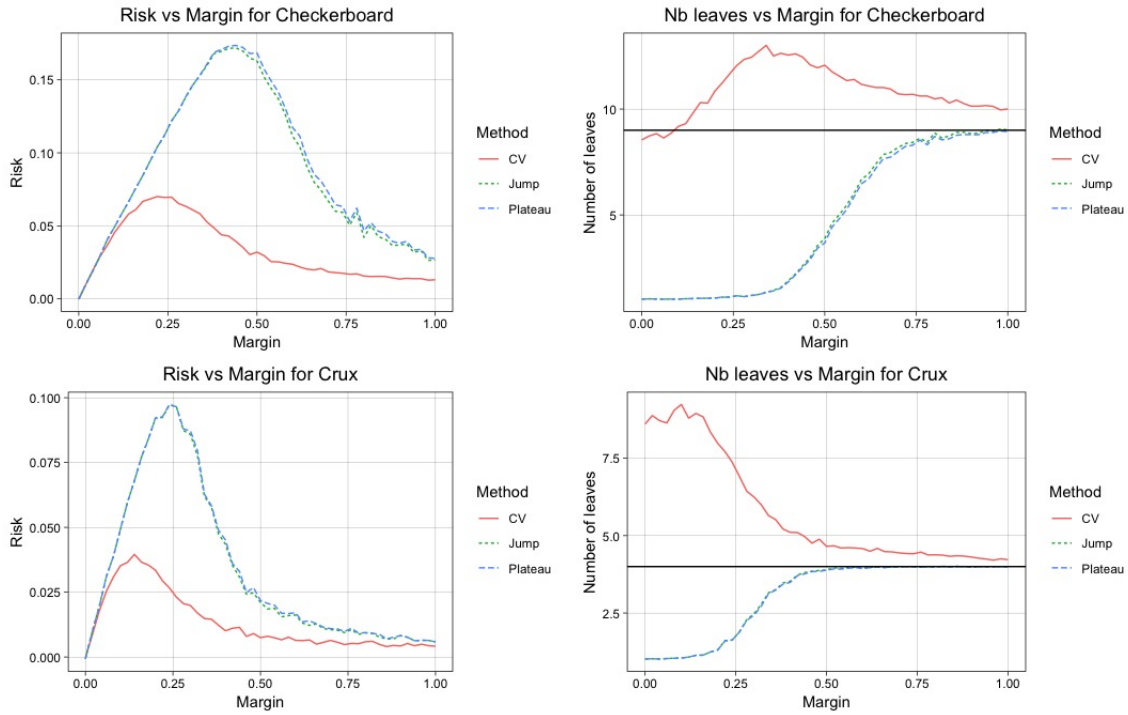 Risk vs Margin for Checkerboard
Risk
0.15
0.10
0.05
0.00
0.00 0.25 0.50 0.75 1.00
Margin
Method
CV
Jump
Plateau
Nb leaves vs Margin for Checkerboard
Number of leaves
10
5
0.00 0.25 0.50 0.75 1.00
Margin
Method
CV
Jump
Plateau
Risk vs Margin for Crux
Risk
0.100
0.075
0.050
0.025
0.000
0.00 0.25 0.50 0.75 1.00
Margin
Method
CV
Jump
Plateau
Nb leaves vs Margin for Crux
Number of leaves
7.5
5.0
2.5
0.00 0.25 0.50 0.75 1.00
Margin
Method
CV
Jump
Plateau